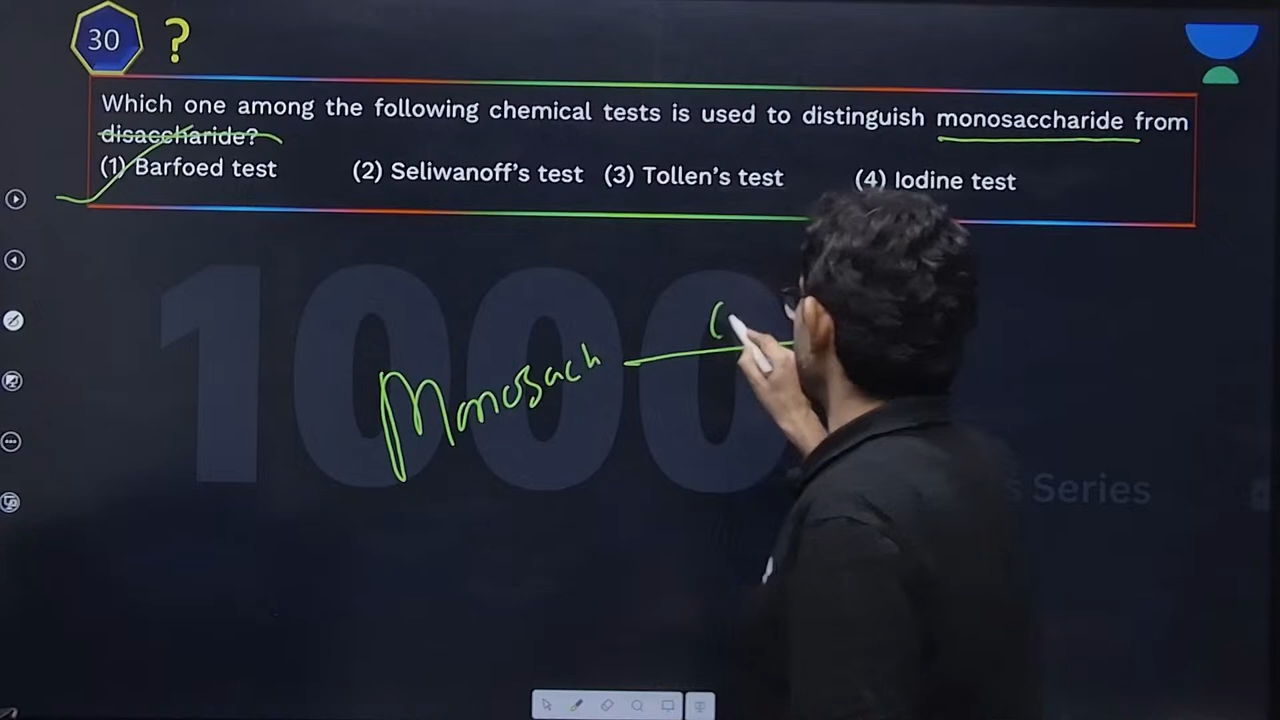 30 ?
Which one among the following chemical tests is used to distinguish monosaccharide from
disaccharide?
(1) Barfoed test (2) Seliwanoff's test (3) Tollen's test (4) Iodine test
1000
Monosach
Series